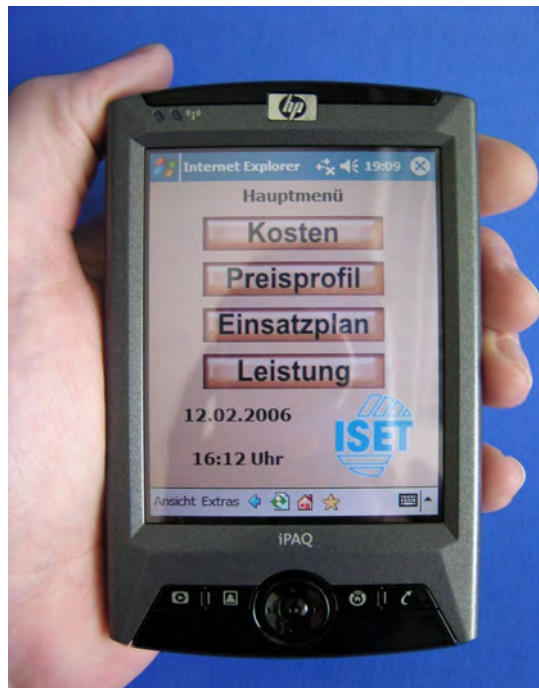 hp
Internet Explorer 19:09
Hauptmenü
Kosten
Preisprofil
Einsatzplan
Leistung
12.02.2006
ISET
16:12 Uhr
Ansicht Extras
iPAQ